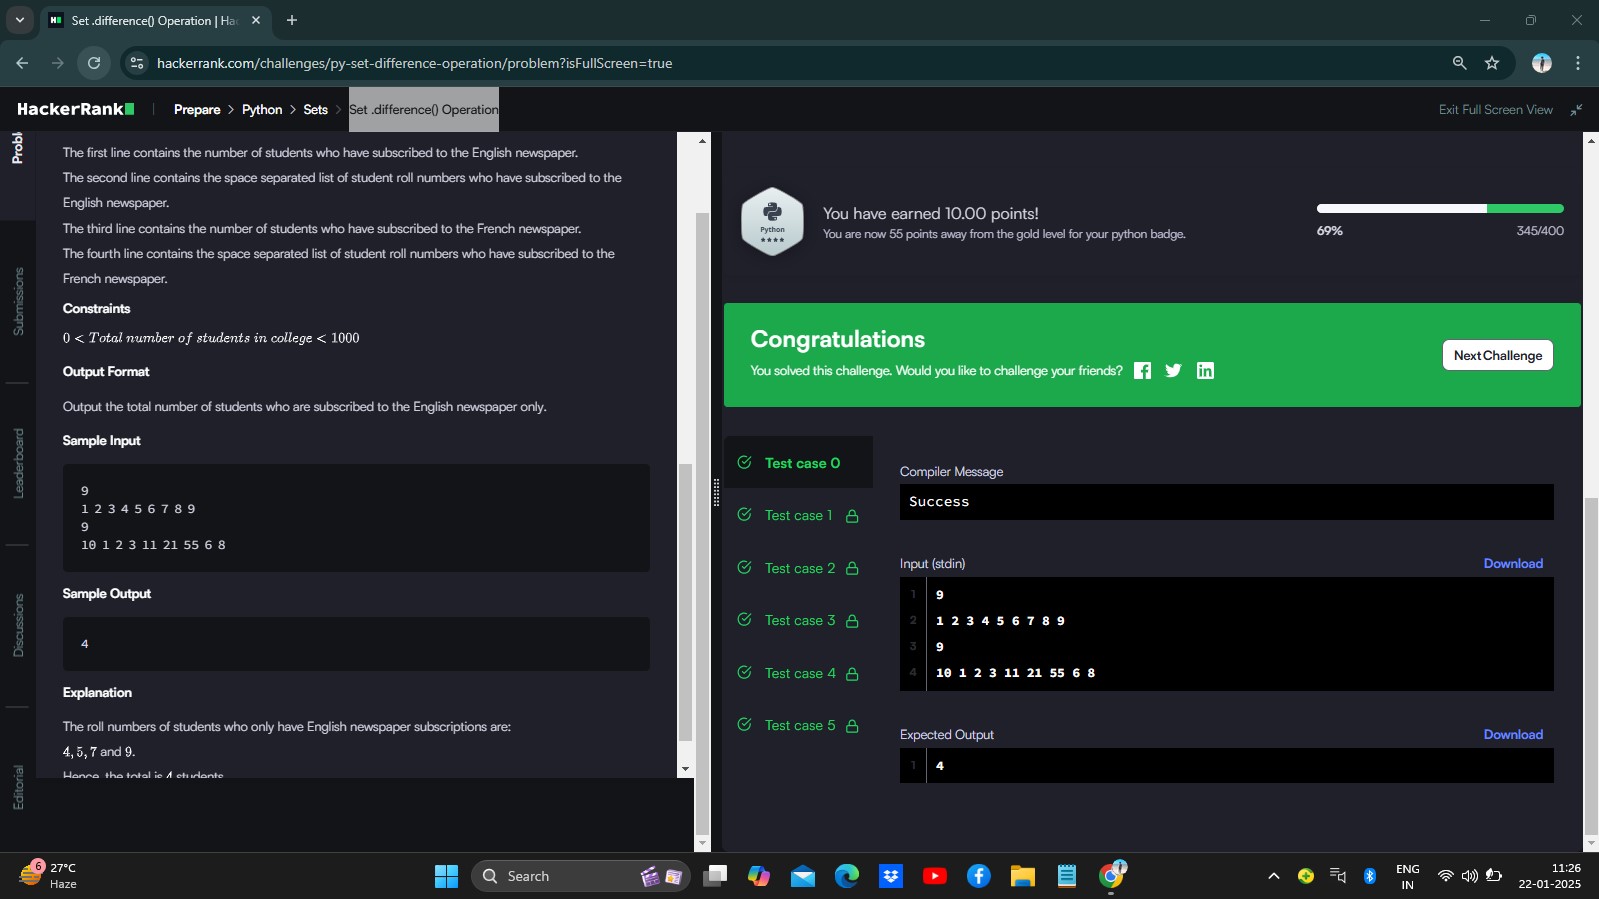 Set .difference() Operation | Ha
hackerrank.com/challenges/py-set-difference-operation/problem?isFullScreen=true
HackerRank
Prepare > Python > Sets > Set .difference() Operation
Exit Full Screen View
Submissions
Leaderboard
Discussions
Editorial
The first line contains the number of students who have subscribed to the English newspaper.
The second line contains the space separated list of student roll numbers who have subscribed to the
English newspaper.
The third line contains the number of students who have subscribed to the French newspaper.
The fourth line contains the space separated list of student roll numbers who have subscribed to the
French newspaper.
Constraints
0 < Total number of students in college < 1000
Output Format
Output the total number of students who are subscribed to the English newspaper only.
Sample Input
9
1 2 3 4 5 6 7 8 9
9
10 1 2 3 11 21 55 6 8
Sample Output
4
Explanation
The roll numbers of students who only have English newspaper subscriptions are:
4, 5, 7 and 9.
Hence, the total is 4 students
Python
You have earned 10.00 points!
You are now 55 points away from the gold level for your python badge.
69%
345/400
Congratulations
You solved this challenge. Would you like to challenge your friends?
Next Challenge
Test case 0
Test case 1
Test case 2
Test case 3
Test case 4
Test case 5
Compiler Message
Success
Input (stdin)
Download
1 9
2 1 2 3 4 5 6 7 8 9
3 9
4 10 1 2 3 11 21 55 6 8
Expected Output
Download
1 4
6
27°C
Haze
Search
ENG
IN
11:26
22-01-2025